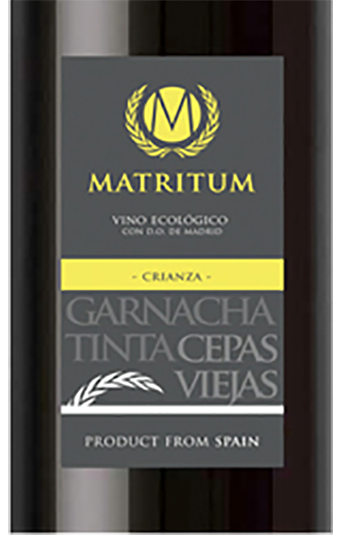 M
MATRITUM
VINO ECOLÓGICO
CON D.O. DE MADRID
- CRIANZA -
GARNACHA
TINTA CEPAS
VIEJAS
PRODUCT FROM SPAIN